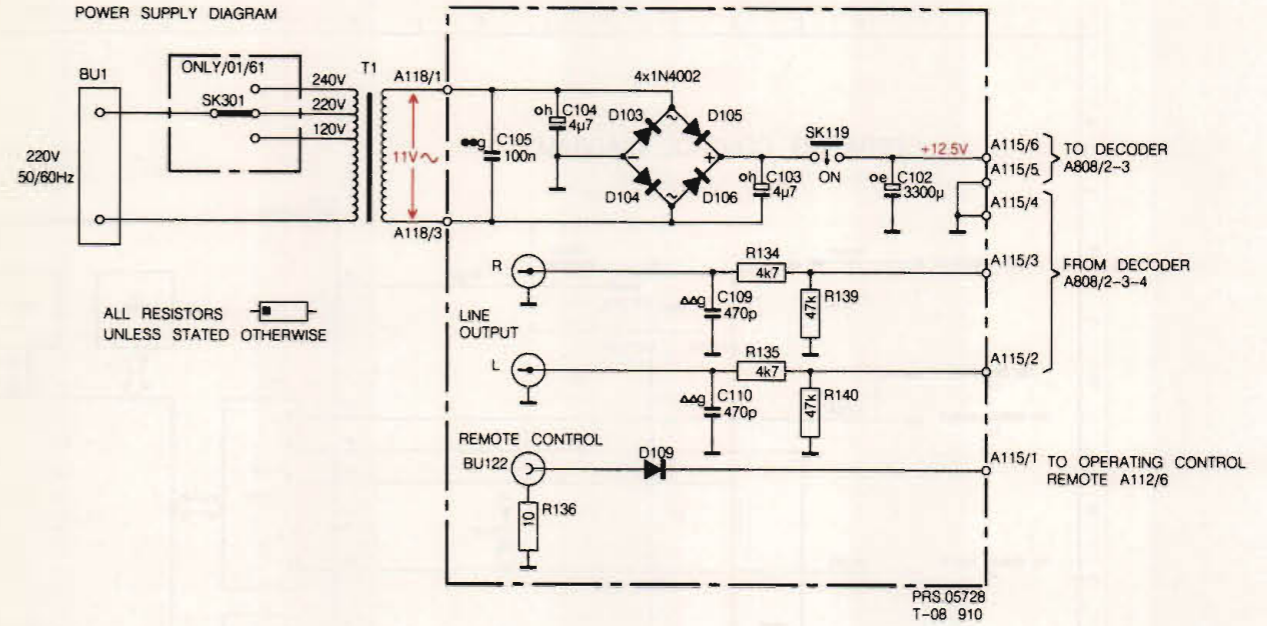 POWER SUPPLY DIAGRAM
BU1
220V
50/60Hz
ONLY/01/61
SK301
240V
220V
120V
T1
A118/1
11V~
A118/3
4x1N4002
oh C104
4µ7
●●g C105
100n
D103
D105
D104
D106
~
−
+
~
oh C103
4µ7
SK119
ON
+12.5V
oe C102
3300µ
A115/6
A115/5
A115/4
TO DECODER
A808/2-3
A115/3
FROM DECODER
A808/2-3-4
A115/2
R
LINE
OUTPUT
L
R134
4k7
ΔΔg C109
470p
47k
R139
R135
4k7
ΔΔg C110
470p
47k
R140
ALL RESISTORS
UNLESS STATED OTHERWISE
REMOTE CONTROL
BU122
D109
10
R136
A115/1 TO OPERATING CONTROL
REMOTE A112/6
PRS 05728
T-08 910